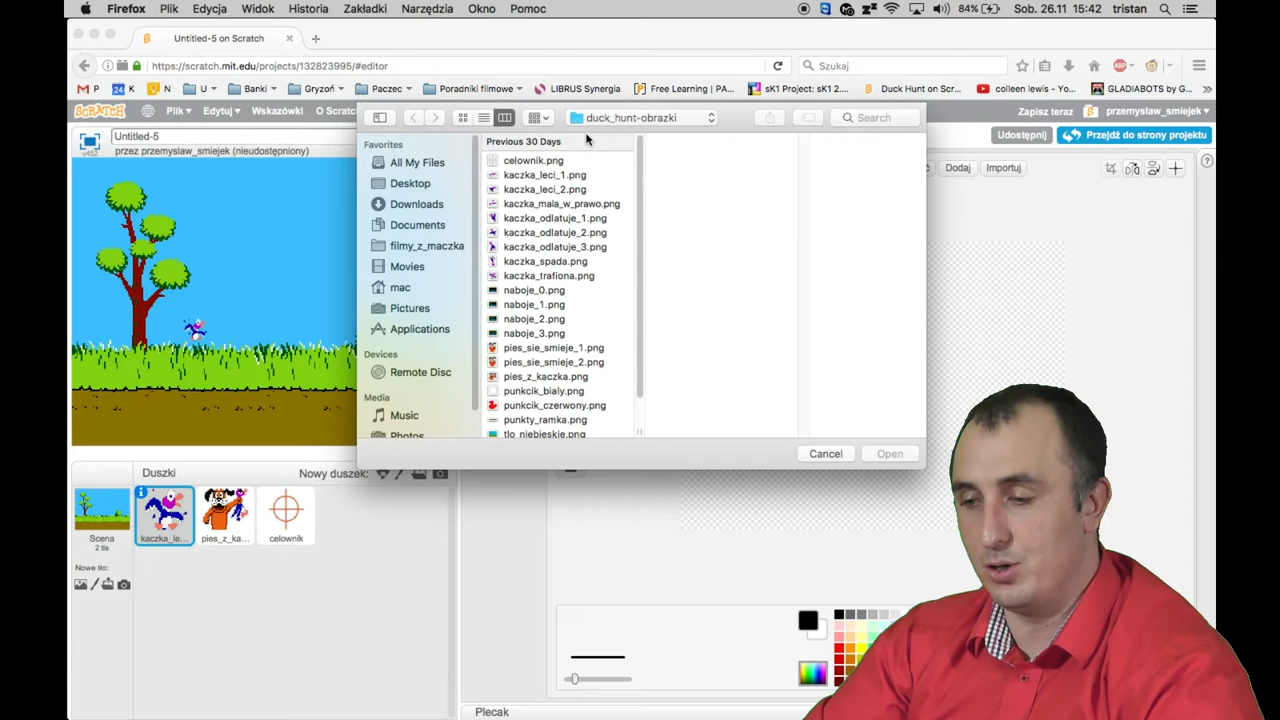 Firefox Plik Edycja Widok Historia Zakładki Narzędzia Okno Pomoc 84% Sob. 26.11 15:42 tristan
Untitled-5 on Scratch
https://scratch.mit.edu/projects/132823995/#editor Szukaj
P 24 K N U Banki Gryzoń Paczer Poradniki filmowe LIBRUS Synergia Free Learning | PA... sK1 Project: sK1 2... Duck Hunt on Scr... colleen lewis - You... GLADIABOTS by G...
SCRATCH Plik Edytuj Wskazówki O Scratc Zapisz teraz przemyslaw_smiejek
Untitled-5
v452 przez przemyslaw_smiejek (nieudostępniony)
Udostępnij Przejdź do strony projektu
Dodaj Importuj
duck_hunt-obrazki Search
Favorites
All My Files
Desktop
Downloads
Documents
filmy_z_maczka
Movies
mac
Pictures
Applications
Devices
Remote Disc
Media
Music
Photos
Previous 30 Days
celownik.png
kaczka_leci_1.png
kaczka_leci_2.png
kaczka_mala_w_prawo.png
kaczka_odlatuje_1.png
kaczka_odlatuje_2.png
kaczka_odlatuje_3.png
kaczka_spada.png
kaczka_trafiona.png
naboje_0.png
naboje_1.png
naboje_2.png
naboje_3.png
pies_sie_smieje_1.png
pies_sie_smieje_2.png
pies_z_kaczka.png
punkcik_bialy.png
punkcik_czerwony.png
punkty_ramka.png
tlo_niebieskie.png
Cancel Open
Duszki Nowy duszek:
Scena
2 tła
kaczka_le... pies_z_ka... celownik
Nowe tło:
Plecak